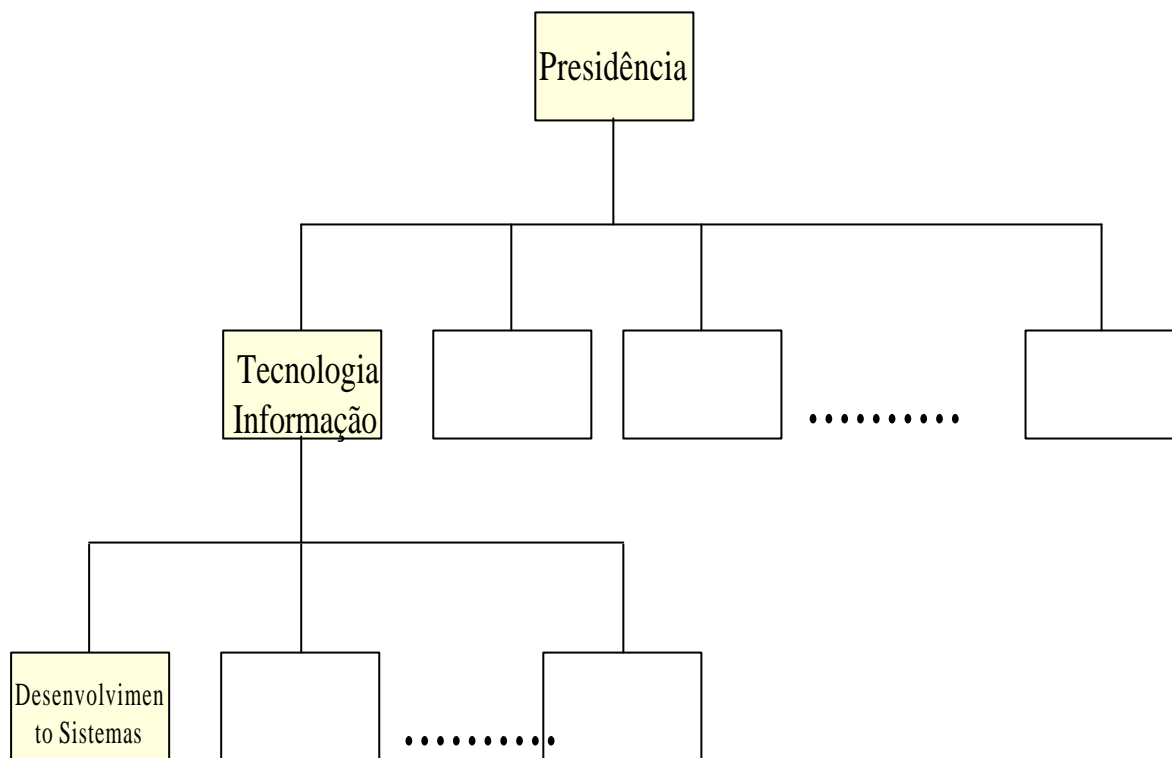 Presidência
Tecnologia
Informação
Desenvolvimen
to Sistemas